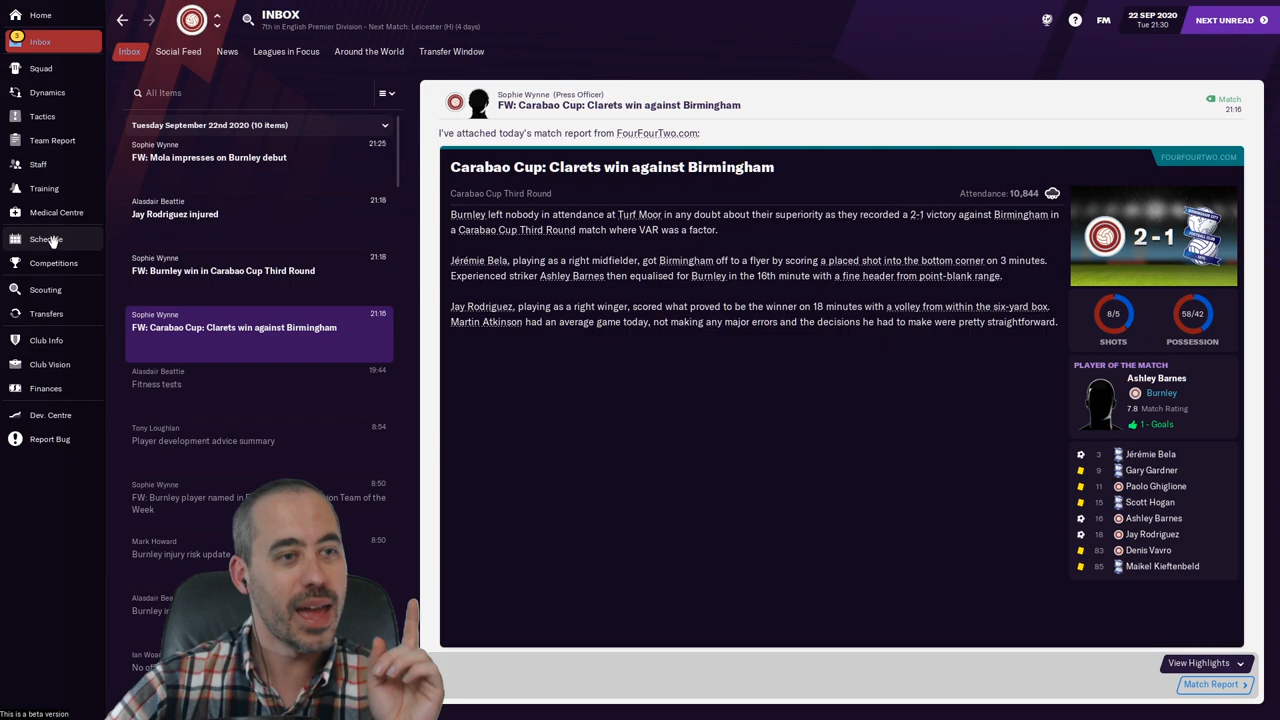 Home
3
Inbox
Squad
Dynamics
Tactics
Team Report
Staff
Training
Medical Centre
Schedule
Competitions
Scouting
Transfers
Club Info
Club Vision
Finances
Dev. Centre
Report Bug
This is a beta version
INBOX
7th in English Premier Division - Next Match: Leicester (H) (4 days)
?
FM
22 SEP 2020
Tue 21:30
NEXT UNREAD
Inbox
Social Feed
News
Leagues in Focus
Around the World
Transfer Window
All Items
Tuesday September 22nd 2020 (10 items)
Sophie Wynne 21:25
FW: Mola impresses on Burnley debut
Alasdair Beattie 21:18
Jay Rodriguez injured
Sophie Wynne 21:18
FW: Burnley win in Carabao Cup Third Round
Sophie Wynne 21:16
FW: Carabao Cup: Clarets win against Birmingham
Alasdair Beattie 19:44
Fitness tests
Tony Loughlan 8:54
Player development advice summary
Sophie Wynne 8:50
FW: Burnley player named in Team of the
Week
Mark Howard 8:50
Burnley injury risk update
Alasdair Bea
Burnley
Ian Woan
No
Sophie Wynne (Press Officer)
FW: Carabao Cup: Clarets win against Birmingham
Match
21:16
I've attached today's match report from FourFourTwo.com:
FOURFOURTWO.COM
Carabao Cup: Clarets win against Birmingham
Carabao Cup Third Round
Attendance: 10,844
Burnley left nobody in attendance at Turf Moor in any doubt about their superiority as they recorded a 2-1 victory against Birmingham in
a Carabao Cup Third Round match where VAR was a factor.
Jérémie Bela, playing as a right midfielder, got Birmingham off to a flyer by scoring a placed shot into the bottom corner on 3 minutes.
Experienced striker Ashley Barnes then equalised for Burnley in the 16th minute with a fine header from point-blank range.
Jay Rodriguez, playing as a right winger, scored what proved to be the winner on 18 minutes with a volley from within the six-yard box.
Martin Atkinson had an average game today, not making any major errors and the decisions he had to make were pretty straightforward.
2 - 1
8/5
58/42
SHOTS
POSSESSION
PLAYER OF THE MATCH
Ashley Barnes
Burnley
7.8 Match Rating
1 - Goals
3 Jérémie Bela
9 Gary Gardner
11 Paolo Ghiglione
15 Scott Hogan
16 Ashley Barnes
18 Jay Rodriguez
83 Denis Vavro
85 Maikel Kieftenbeld
View Highlights
Match Report